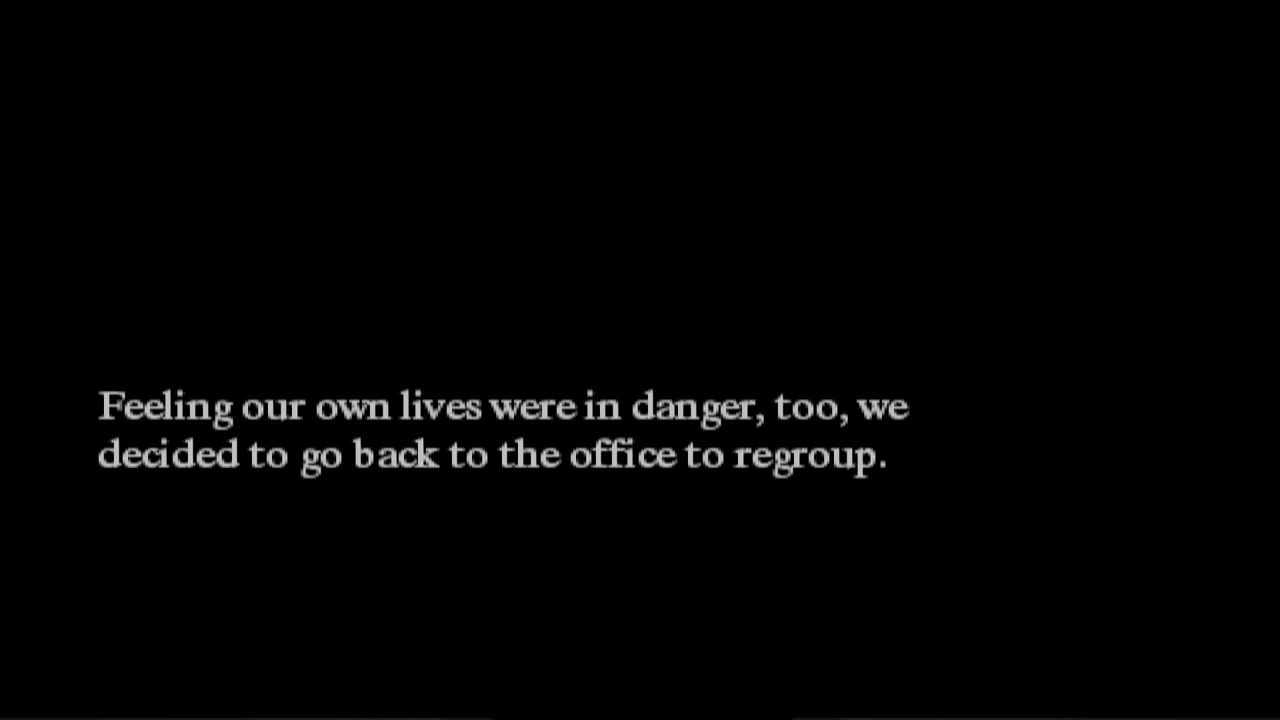 Feeling our own lives were in danger, too, we
decided to go back to the office to regroup.